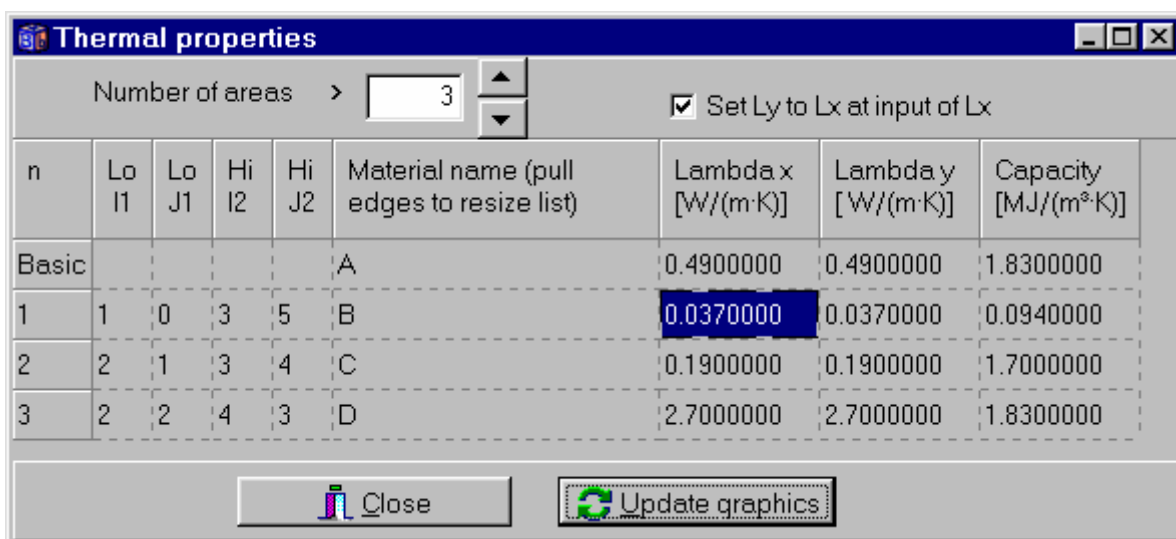 Thermal properties
Number of areas > 3
Set Ly to Lx at input of Lx
n Lo I1 Lo J1 Hi I2 Hi J2 Material name (pull edges to resize list) Lambda x [W/(m·K)] Lambda y [W/(m·K)] Capacity [MJ/(m³·K)]
Basic A 0.4900000 0.4900000 1.8300000
1 1 0 3 5 B 0.0370000 0.0370000 0.0940000
2 2 1 3 4 C 0.1900000 0.1900000 1.7000000
3 2 2 4 3 D 2.7000000 2.7000000 1.8300000
Close Update graphics